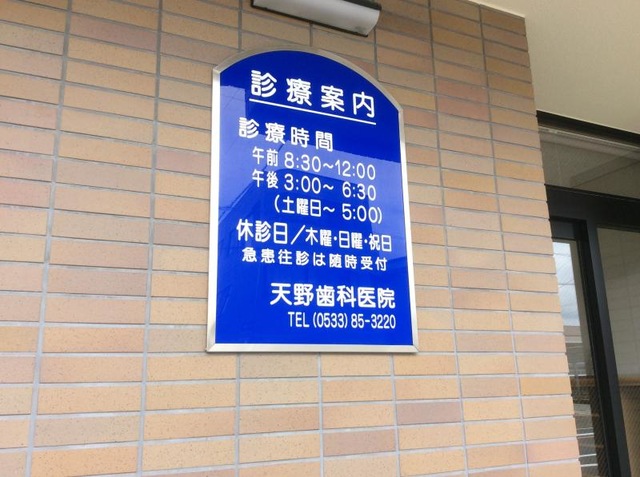 診療案内
診療時間
午前 8:30～12:00
午後 3:00～ 6:30
(土曜日～ 5:00)
休診日/木曜・日曜・祝日
急患往診は随時受付
天野歯科医院
TEL (0533) 85-3220